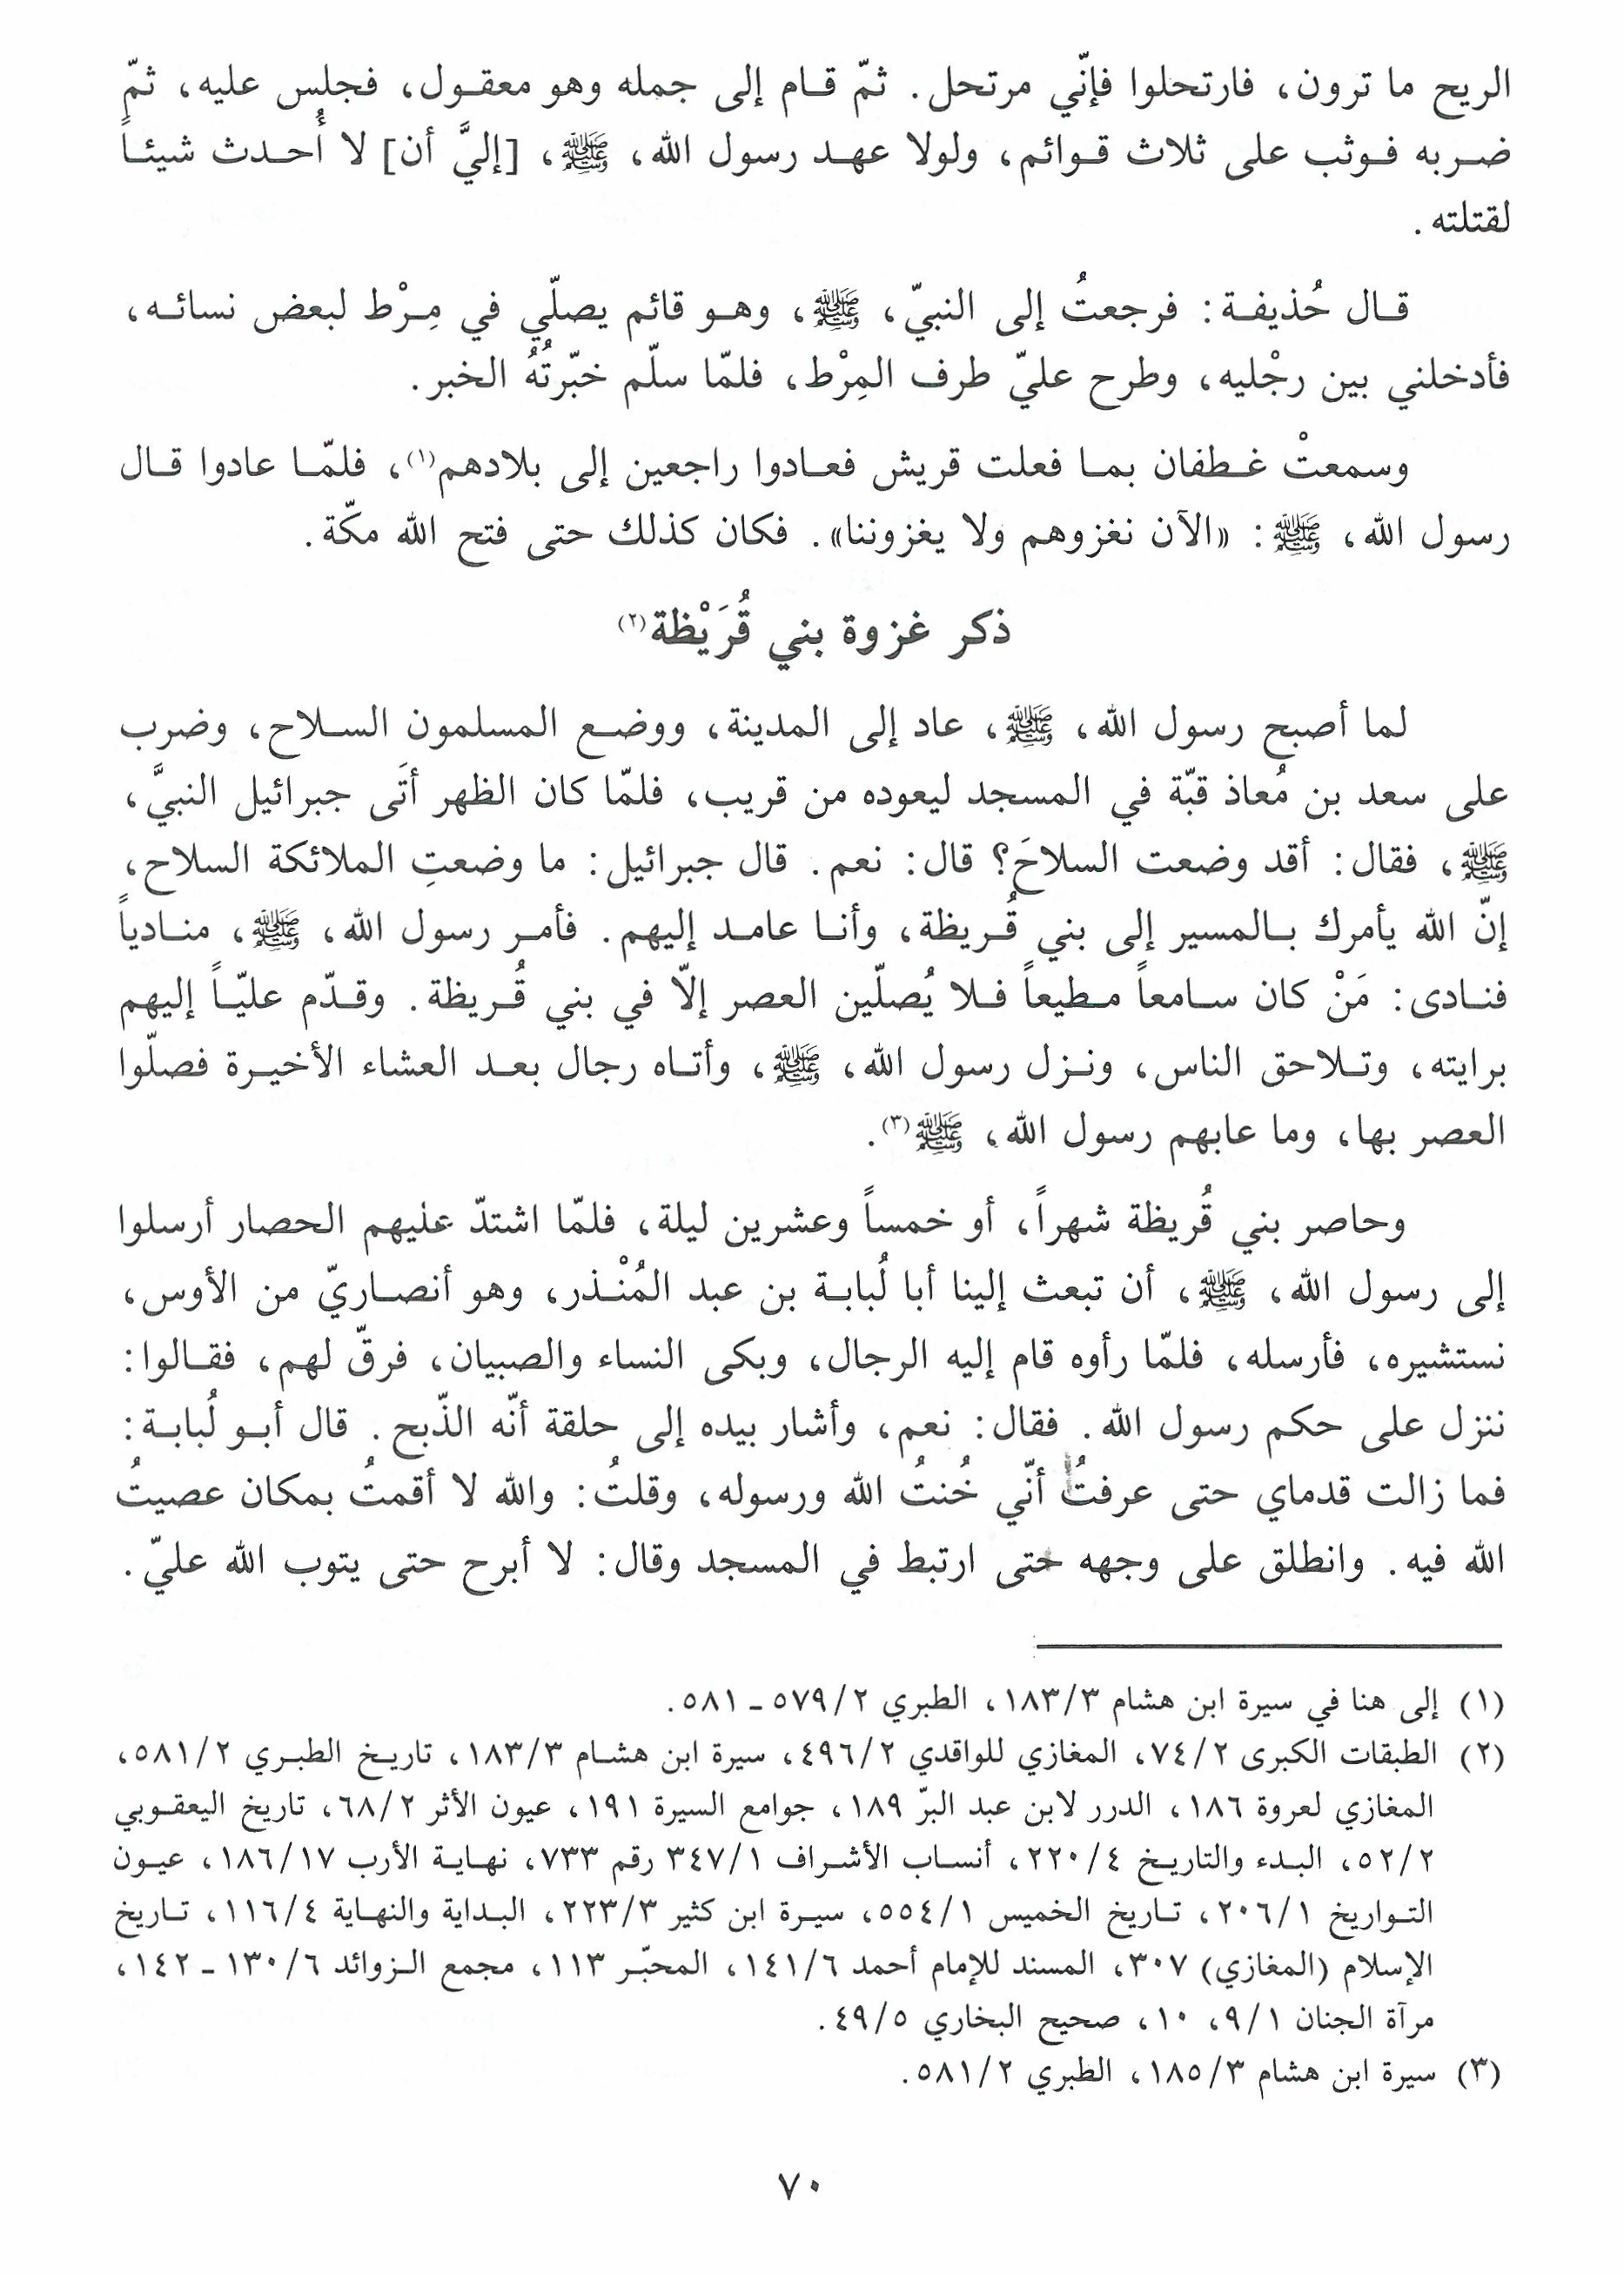 الريح ما ترون، فارتحلوا فإنّي مرتحل. ثمّ قام إلى جمله وهو معقول، فجلس عليه، ثمّ
ضربه فوثب على ثلاث قوائم، ولولا عهد رسول الله، ﷺ، [إليَّ أن] لا أُحدث شيئاً
لقتلته.
قال حُذيفة: فرجعتُ إلى النبيّ، ﷺ، وهو قائم يصلّي في مِرْط لبعض نسائه،
فأدخلني بين رجْليه، وطرح عليّ طرف المِرْط، فلمّا سلّم خبّرتُهُ الخبر.
وسمعتْ غطفان بما فعلت قريش فعادوا راجعين إلى بلادهم(١)، فلمّا عادوا قال
رسول الله، ﷺ: «الآن نغزوهم ولا يغزوننا». فكان كذلك حتى فتح الله مكّة.
ذكر غزوة بني قُرَيْظة(٢)
لما أصبح رسول الله، ﷺ، عاد إلى المدينة، ووضع المسلمون السلاح، وضرب
على سعد بن مُعاذ قبّة في المسجد ليعوده من قريب، فلمّا كان الظهر أتَى جبرائيل النبيَّ،
ﷺ، فقال: أقد وضعت السلاحَ؟ قال: نعم. قال جبرائيل: ما وضعتِ الملائكة السلاح،
إنّ الله يأمرك بالمسير إلى بني قُريظة، وأنا عامد إليهم. فأمر رسول الله، ﷺ، منادياً
فنادى: مَنْ كان سامعاً مطيعاً فلا يُصلّين العصر إلّا في بني قُريظة. وقدّم عليّاً إليهم
برايته، وتلاحق الناس، ونزل رسول الله، ﷺ، وأتاه رجال بعد العشاء الأخيرة فصلّوا
العصر بها، وما عابهم رسول الله، ﷺ(٣).
وحاصر بني قُريظة شهراً، أو خمساً وعشرين ليلة، فلمّا اشتدّ عليهم الحصار أرسلوا
إلى رسول الله، ﷺ، أن تبعث إلينا أبا لُبابة بن عبد المُنْذر، وهو أنصاريّ من الأوس،
نستشيره، فأرسله، فلمّا رأوه قام إليه الرجال، وبكى النساء والصبيان، فرقّ لهم، فقالوا:
ننزل على حكم رسول الله. فقال: نعم، وأشار بيده إلى حلقة أنّه الذّبح. قال أبو لُبابة:
فما زالت قدماي حتى عرفتُ أنّي خُنتُ الله ورسوله، وقلتُ: والله لا أقمتُ بمكان عصيتُ
الله فيه. وانطلق على وجهه حتى ارتبط في المسجد وقال: لا أبرح حتى يتوب الله عليّ.
(١) إلى هنا في سيرة ابن هشام ١٨٣/٣، الطبري ٥٧٩/٢ ـ ٥٨١.
(٢) الطبقات الكبرى ٧٤/٢، المغازي للواقدي ٤٩٦/٢، سيرة ابن هشام ١٨٣/٣، تاريخ الطبري ٥٨١/٢،
المغازي لعروة ١٨٦، الدرر لابن عبد البرّ ١٨٩، جوامع السيرة ١٩١، عيون الأثر ٦٨/٢، تاريخ اليعقوبي
٥٢/٢، البدء والتاريخ ٢٢٠/٤، أنساب الأشراف ٣٤٧/١ رقم ٧٣٣، نهاية الأرب ١٨٦/١٧، عيون
التواريخ ٢٠٦/١، تاريخ الخميس ٥٥٤/١، سيرة ابن كثير ٢٢٣/٣، البداية والنهاية ١١٦/٤، تاريخ
الإسلام (المغازي) ٣٠٧، المسند للإمام أحمد ١٤١/٦، المحبّر ١١٣، مجمع الزوائد ١٣٠/٦ ـ ١٤٢،
مرآة الجنان ٩/١، ١٠، صحيح البخاري ٤٩/٥.
(٣) سيرة ابن هشام ١٨٥/٣، الطبري ٥٨١/٢.
٧٠